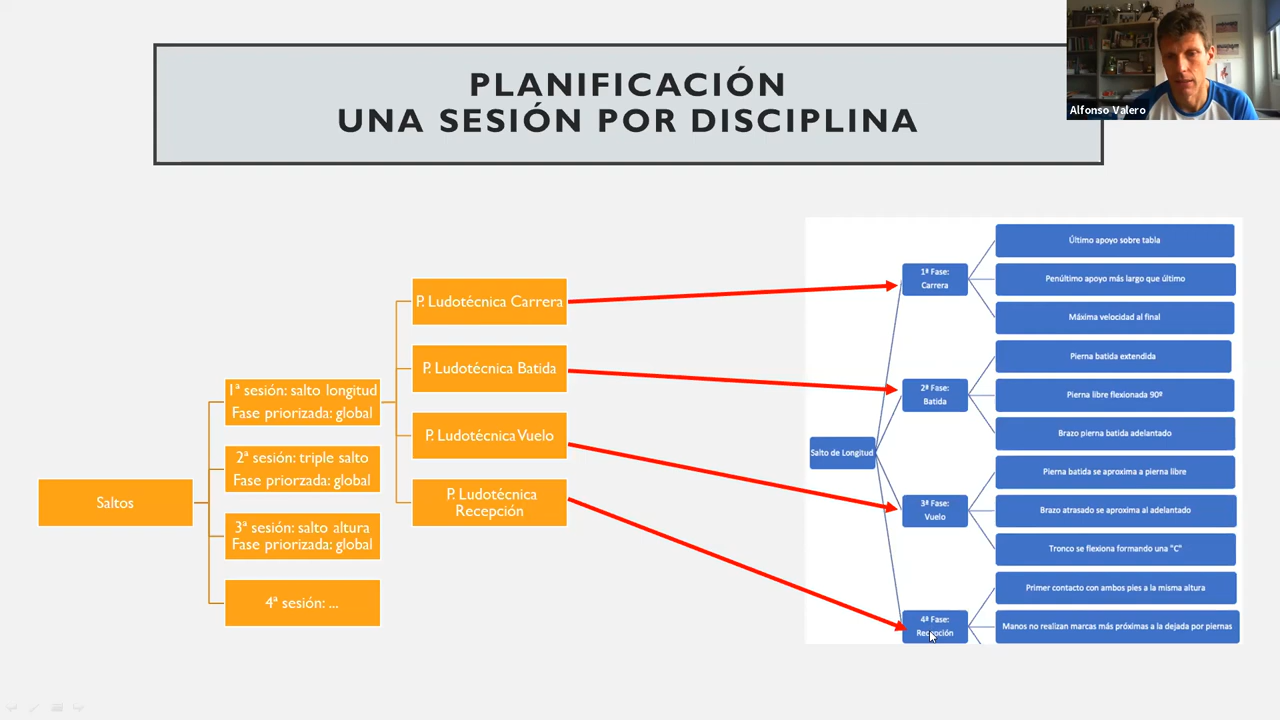 PLANIFICACIÓN
UNA SESIÓN POR DISCIPLINA
Alfonso Valero
Saltos
1ª sesión: salto longitud
Fase priorizada: global
2ª sesión: triple salto
Fase priorzada: global
3ª sesión: salto altura
Fase priorizada: global
4ª sesión: ...
P. Ludotécnica Carrera
P. Ludotécnica Batida
P. Ludotécnica Vuelo
P. Ludotécnica
Recepción
Salto de Longitud
1ª Fase:
Carrera
Último apoyo sobre tabla
Penúltimo apoyo más largo que último
Máxima velocidad al final
2ª Fase:
Batida
Pierna batida extendida
Pierna libre flexionada 90º
Brazo pierna batida adelantado
3ª Fase:
Vuelo
Pierna batida se aproxima a pierna libre
Brazo atrasado se aproxima al adelantado
Tronco se flexiona formando una "C"
4ª Fase:
Recepción
Primer contacto con ambos pies a la misma altura
Manos no realizan marcas más próximas a la dejada por piernas